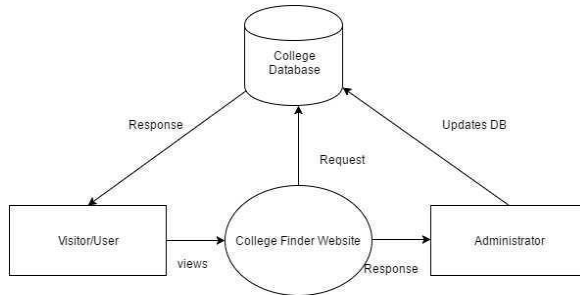 College
Database
Response
Updates DB
Request
Visitor/User
views
College Finder Website
Response
Administrator